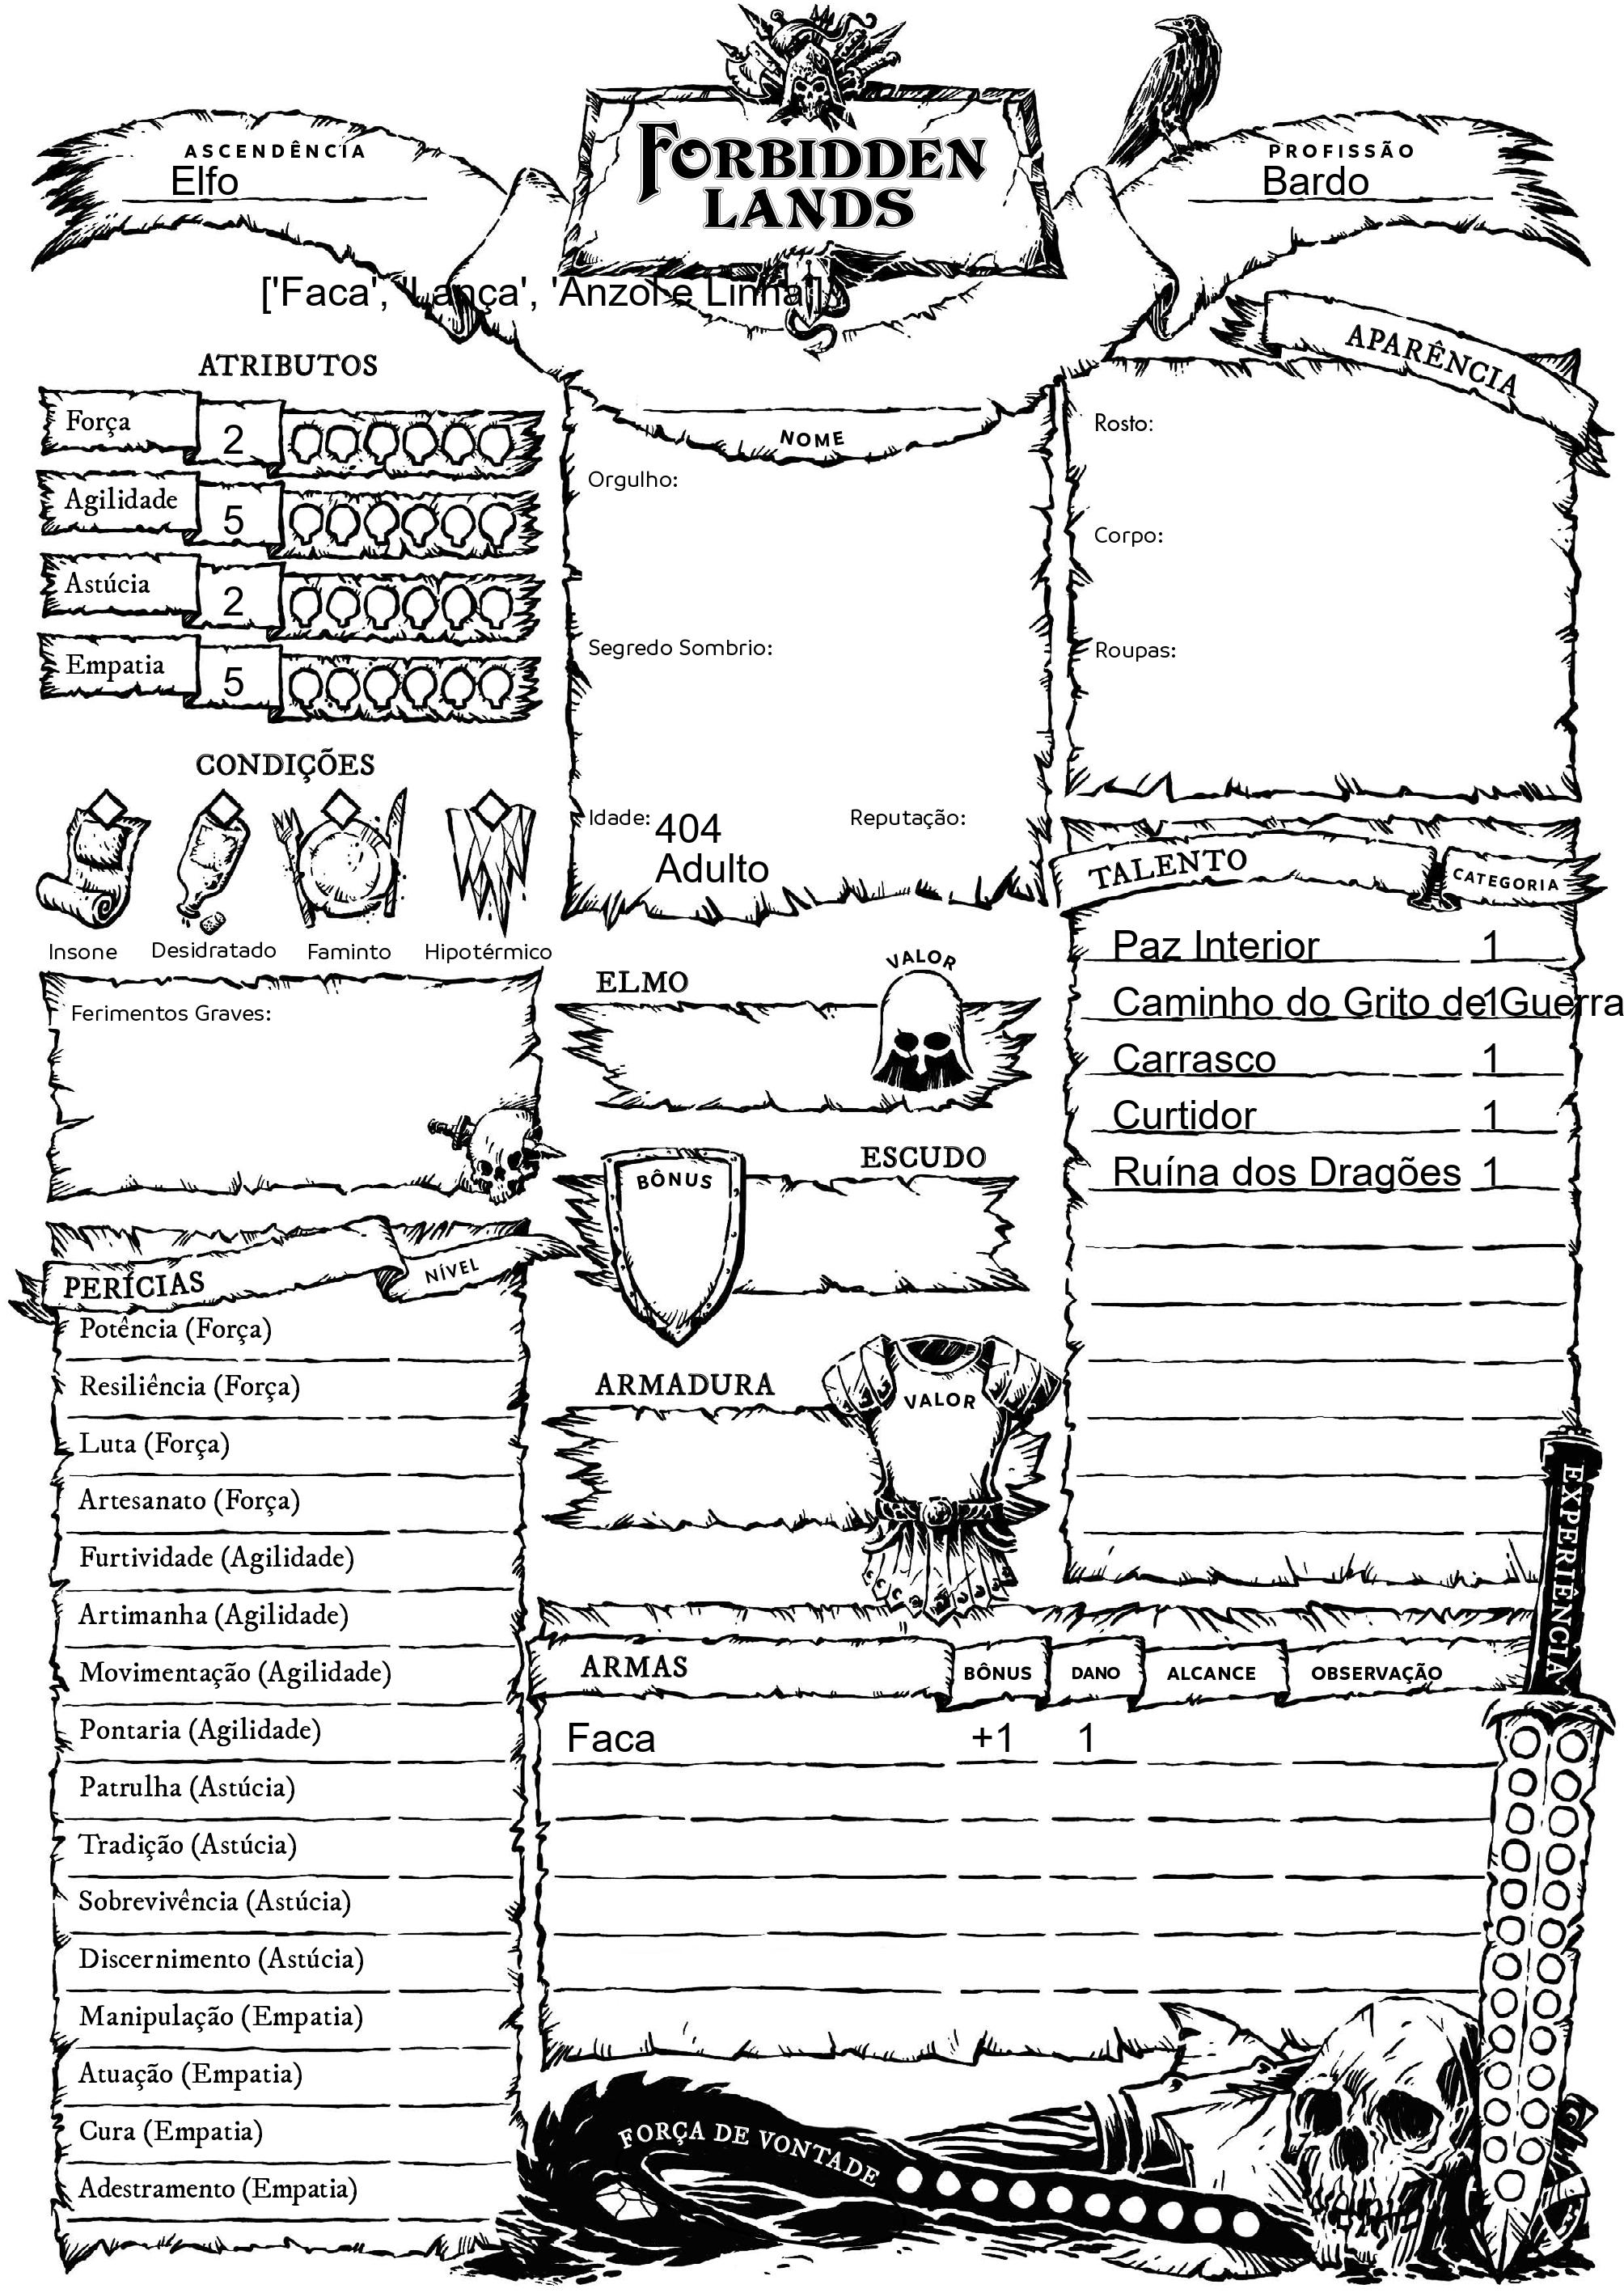 ASCENDÊNCIA
Elfo
FORBIDDEN
LANDS
PROFISSÃO
Bardo
['Faca', 'Lança', 'Anzol e Linha']
ATRIBUTOS
Força 2
Agilidade 5
Astúcia 2
Empatia 5
CONDIÇÕES
Insone Desidratado Faminto Hipotérmico
Ferimentos Graves:
PERÍCIAS NÍVEL
Potência (Força)
Resiliência (Força)
Luta (Força)
Artesanato (Força)
Furtividade (Agilidade)
Artimanha (Agilidade)
Movimentação (Agilidade)
Pontaria (Agilidade)
Patrulha (Astúcia)
Tradição (Astúcia)
Sobrevivência (Astúcia)
Discernimento (Astúcia)
Manipulação (Empatia)
Atuação (Empatia)
Cura (Empatia)
Adestramento (Empatia)
NOME
Orgulho:
Segredo Sombrio:
Idade: 404 Reputação:
Adulto
ELMO VALOR
BÔNUS ESCUDO
ARMADURA VALOR
APARÊNCIA
Rosto:
Corpo:
Roupas:
TALENTO CATEGORIA
Paz Interior 1
Caminho do Grito de Guerra 1
Carrasco 1
Curtidor 1
Ruína dos Dragões 1
EXPERIÊNCIA
ARMAS BÔNUS DANO ALCANCE OBSERVAÇÃO
Faca +1 1
FORÇA DE VONTADE